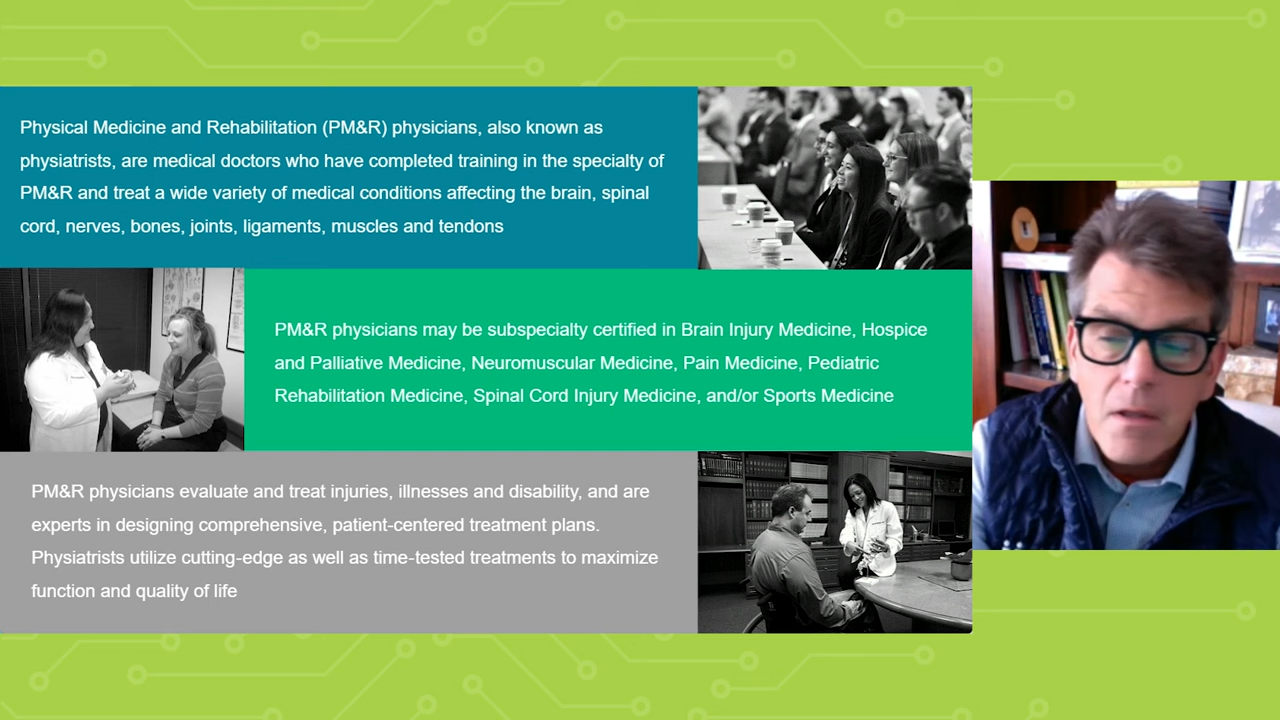 Physical Medicine and Rehabilitation (PM&R) physicians, also known as
physiatrists, are medical doctors who have completed training in the specialty of
PM&R and treat a wide variety of medical conditions affecting the brain, spinal
cord, nerves, bones, joints, ligaments, muscles and tendons
PM&R physicians may be subspecialty certified in Brain Injury Medicine, Hospice
and Palliative Medicine, Neuromuscular Medicine, Pain Medicine, Pediatric
Rehabilitation Medicine, Spinal Cord Injury Medicine, and/or Sports Medicine
PM&R physicians evaluate and treat injuries, illnesses and disability, and are
experts in designing comprehensive, patient-centered treatment plans.
Physiatrists utilize cutting-edge as well as time-tested treatments to maximize
function and quality of life